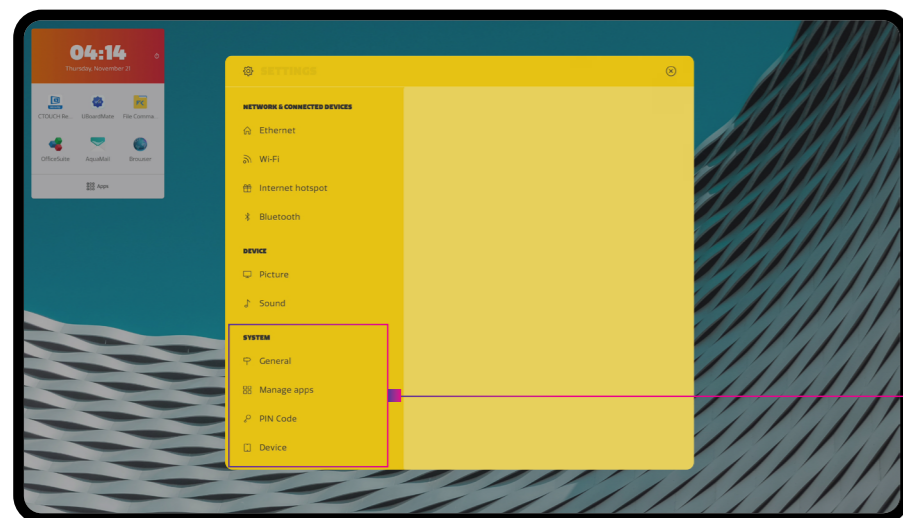 04:14
Thursday, November 21
CTOUCH Re... UBoardMate File Comma...
OfficeSuite AquaMail Browser
Apps
SETTINGS
NETWORK & CONNECTED DEVICES
Ethernet
Wi-Fi
Internet hotspot
Bluetooth
DEVICE
Picture
Sound
SYSTEM
General
Manage apps
PIN Code
Device